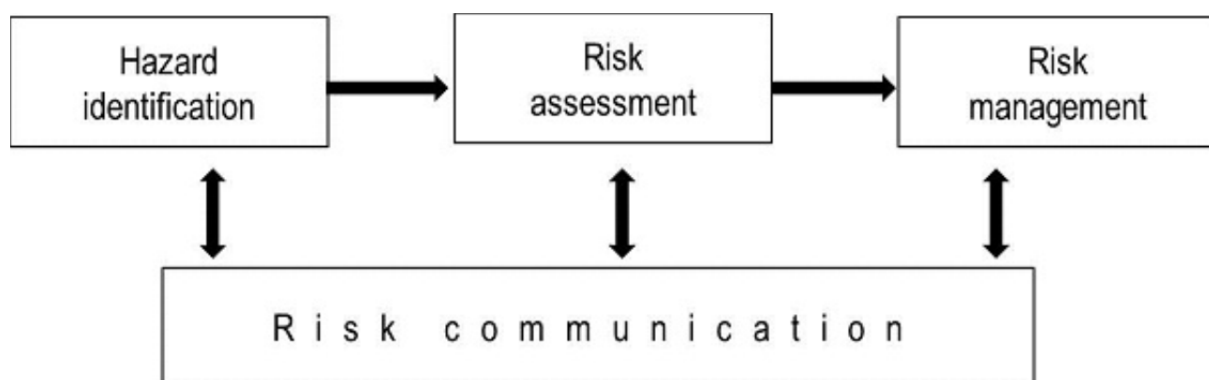 Hazard
identification
Risk
assessment
Risk
management
Risk communication